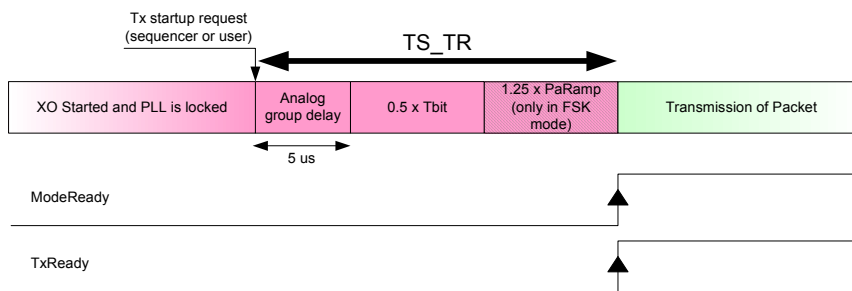 Tx startup request
(sequencer or user)
TS_TR
XO Started and PLL is locked
Analog
group delay
0.5 x Tbit
1.25 x PaRamp
(only in FSK
mode)
Transmission of Packet
5 us
ModeReady
TxReady